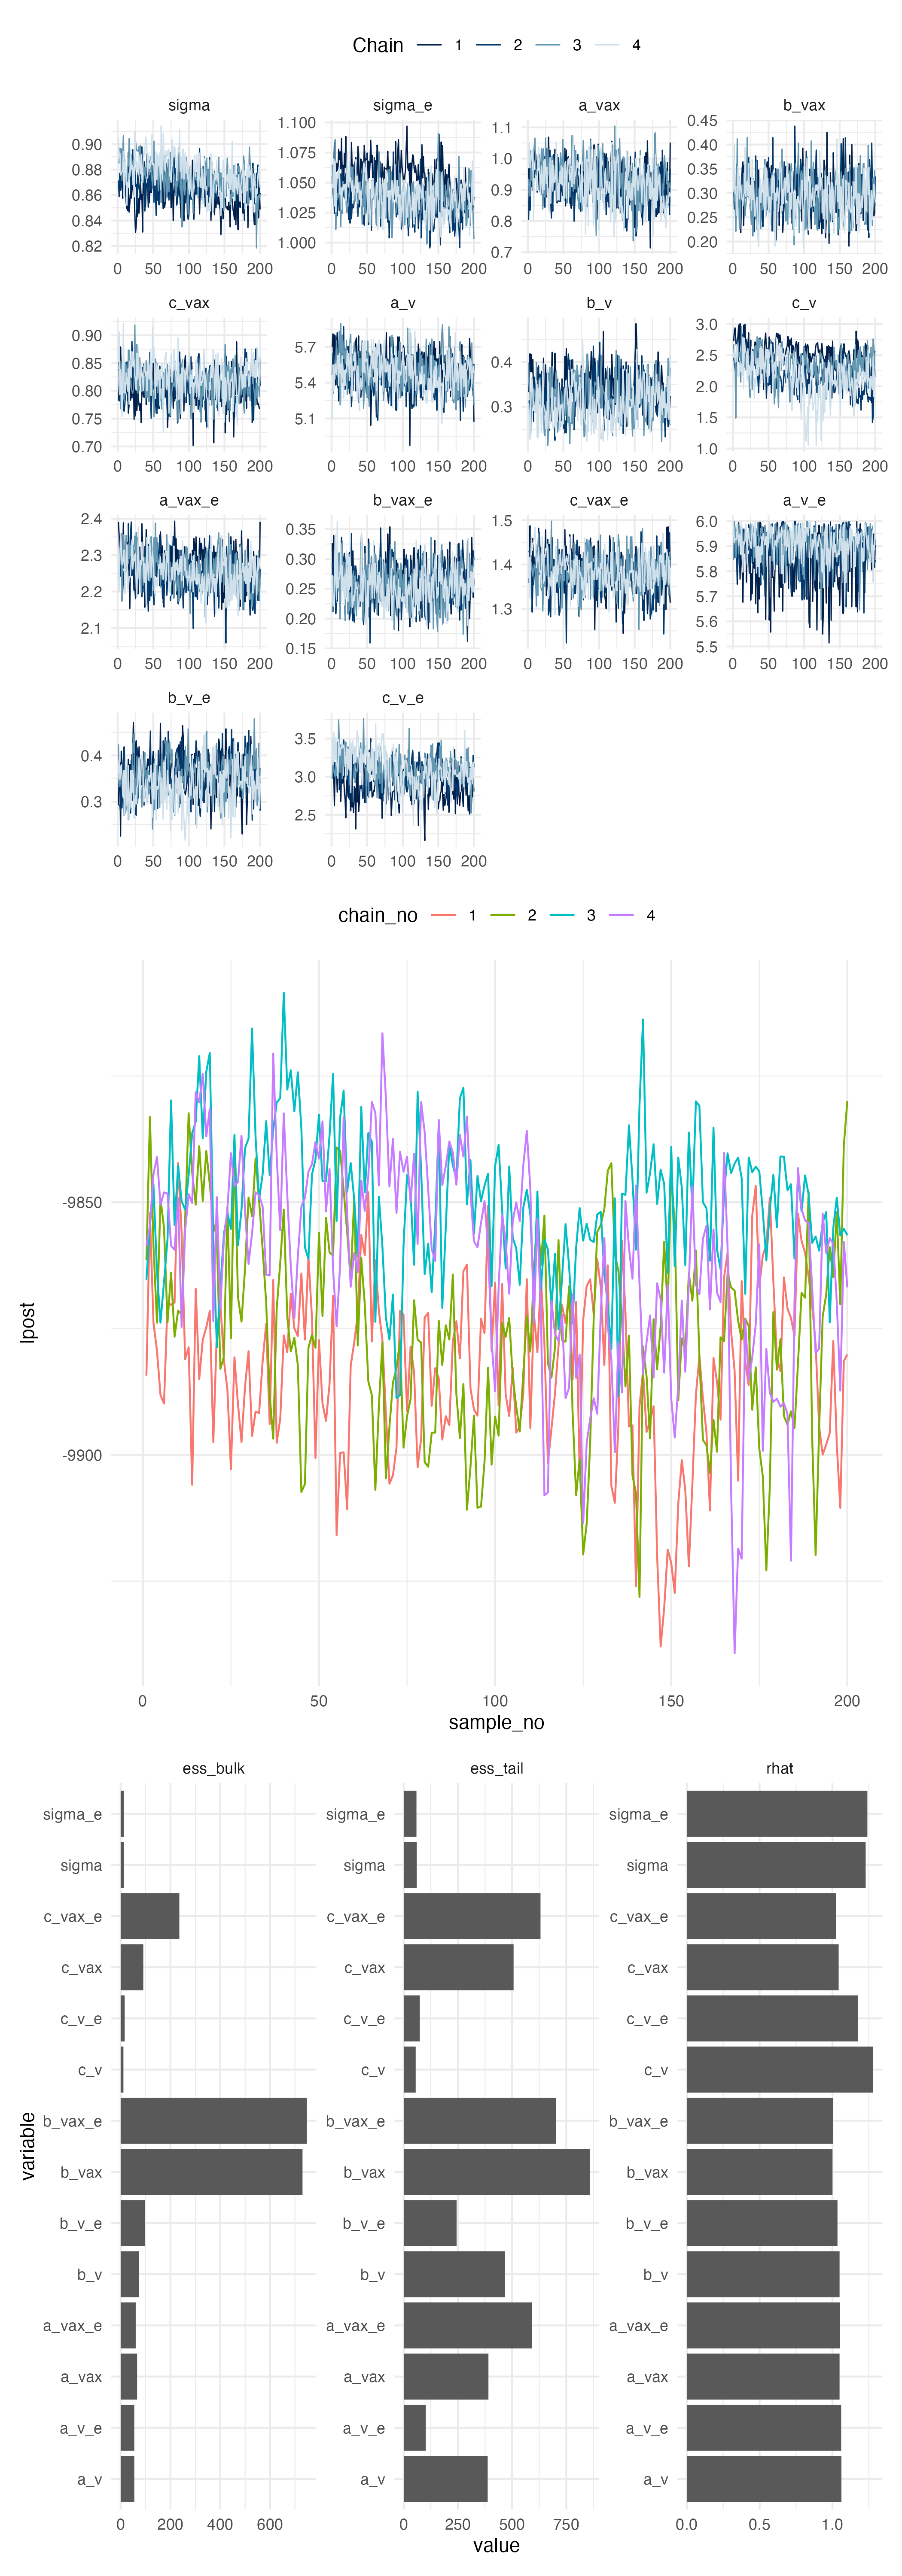 Chain 1 2 3 4
sigma sigma_e a_vax b_vax
0.90 0.88 0.86 0.84 0.82
1.100 1.075 1.050 1.025 1.000
1.1 1.0 0.9 0.8 0.7
0.45 0.40 0.35 0.30 0.25 0.20
0 50 100 150 200 0 50 100 150 200 0 50 100 150 200 0 50 100 150 200
c_vax a_v b_v c_v
0.90 0.85 0.80 0.75 0.70
5.7 5.4 5.1
0.4 0.3
3.0 2.5 2.0 1.5 1.0
0 50 100 150 200 0 50 100 150 200 0 50 100 150 200 0 50 100 150 200
a_vax_e b_vax_e c_vax_e a_v_e
2.4 2.3 2.2 2.1
0.35 0.30 0.25 0.20 0.15
1.5 1.4 1.3
6.0 5.9 5.8 5.7 5.6 5.5
0 50 100 150 200 0 50 100 150 200 0 50 100 150 200 0 50 100 150 200
b_v_e c_v_e
0.4 0.3
3.5 3.0 2.5
0 50 100 150 200 0 50 100 150 200
chain_no 1 2 3 4
lpost
-9850
-9900
0 50 100 150 200
sample_no
ess_bulk ess_tail rhat
variable
sigma_e sigma_e sigma_e
sigma sigma sigma
c_vax_e c_vax_e c_vax_e
c_vax c_vax c_vax
c_v_e c_v_e c_v_e
c_v c_v c_v
b_vax_e b_vax_e b_vax_e
b_vax b_vax b_vax
b_v_e b_v_e b_v_e
b_v b_v b_v
a_vax_e a_vax_e a_vax_e
a_vax a_vax a_vax
a_v_e a_v_e a_v_e
a_v a_v a_v
0 200 400 600 0 250 500 750 0.0 0.5 1.0
value